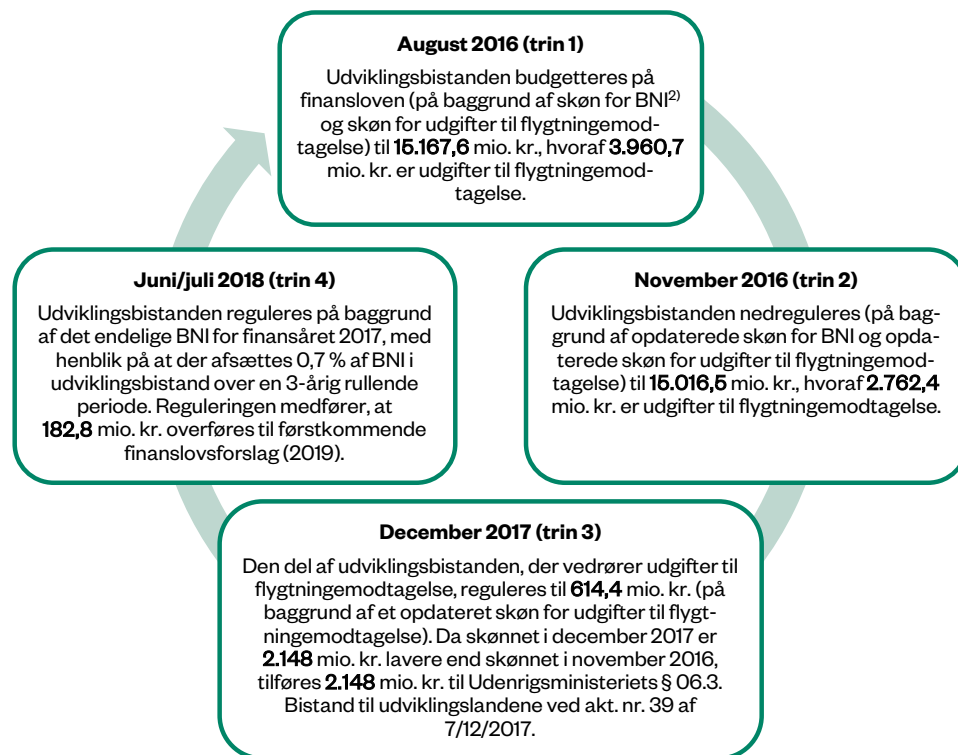 August 2016 (trin 1)
Udviklingsbistanden budgetteres på
finansloven (på baggrund af skøn for BNI2)
og skøn for udgifter til flygtningemod-
tagelse) til 15.167,6 mio. kr., hvoraf 3.960,7
mio. kr. er udgifter til flygtningemod-
tagelse.
November 2016 (trin 2)
Udviklingsbistanden nedreguleres (på bag-
grund af opdaterede skøn for BNI og opda-
terede skøn for udgifter til flygtningemod-
tagelse) til 15.016,5 mio. kr., hvoraf 2.762,4
mio. kr. er udgifter til flygtningemodtagelse.
December 2017 (trin 3)
Den del af udviklingsbistanden, der vedrører udgifter til
flygtningemodtagelse, reguleres til 614,4 mio. kr. (på
baggrund af et opdateret skøn for udgifter til flygt-
ningemodtagelse). Da skønnet i december 2017 er
2.148 mio. kr. lavere end skønnet i november 2016,
tilføres 2.148 mio. kr. til Udenrigsministeriets § 06.3.
Bistand til udviklingslandene ved akt. nr. 39 af
7/12/2017.
Juni/juli 2018 (trin 4)
Udviklingsbistanden reguleres på baggrund
af det endelige BNI for finansåret 2017, med
henblik på at der afsættes 0,7 % af BNI i
udviklingsbistand over en 3-årig rullende
periode. Reguleringen medfører, at
182,8 mio. kr. overføres til førstkommende
finanslovsforslag (2019).